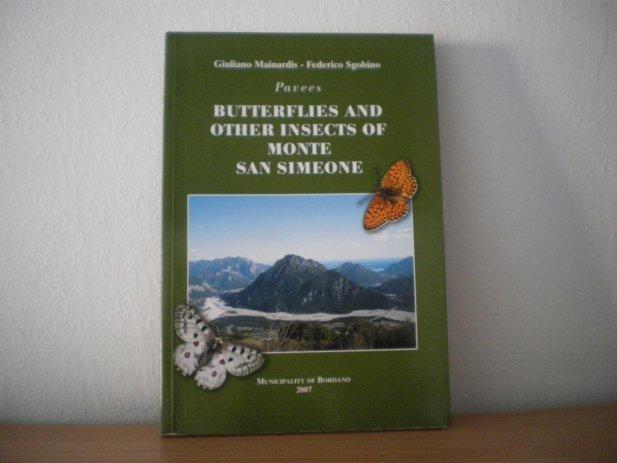 Giuliano Mainardis - Federico Sgobino
Pavees
BUTTERFLIES AND
OTHER INSECTS OF
MONTE
SAN SIMEONE
MUNICIPALITY OF BORDANO
2007